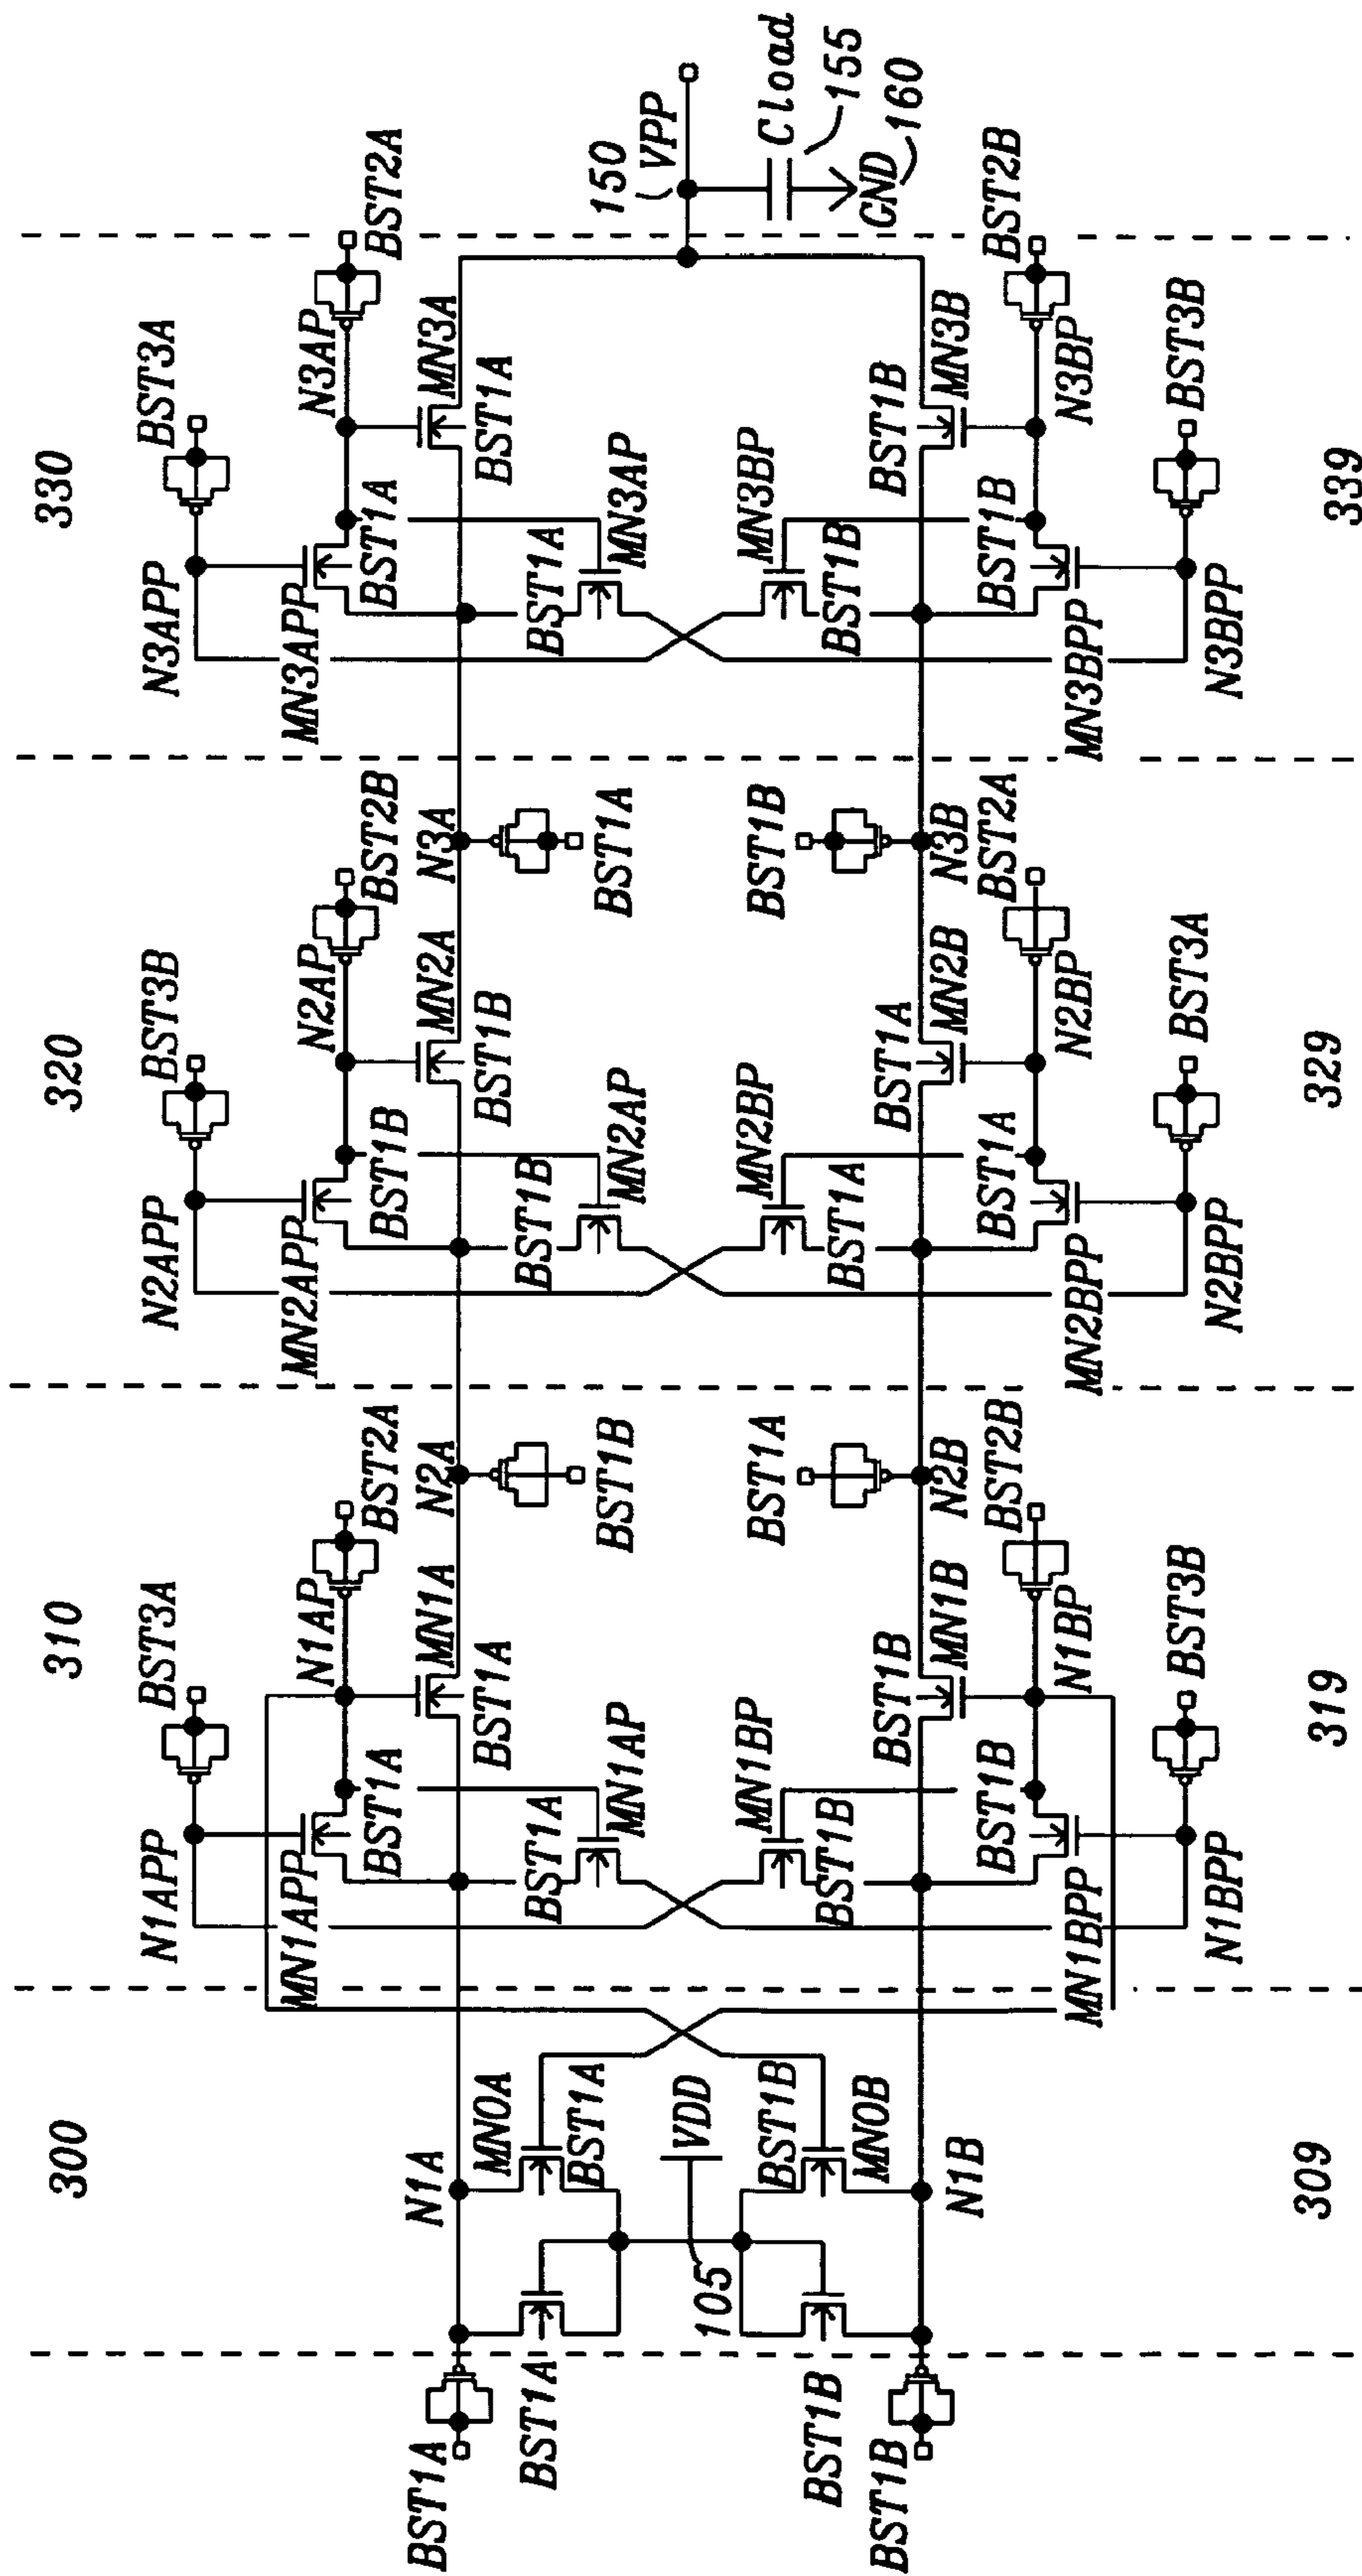 300
310
320
330
BST3A
BST3B
BST3A
N1APP
N2APP
N3APP
BST2A
BST2B
BST2A
N1AP
N2AP
N3AP
MN1APP
MN2APP
MN3APP
BST1A
BST1B
BST1A
BST1A
N1A
MN1A
N2A
MN2A
N3A
MN3A
BST1A
BST1B
BST1A
BST1A
MN0A
BST1A
BST1A
MN1AP
BST1B
BST1B
MN2AP
BST1A
BST1A
MN3AP
105
VDD
150
VPP
Cload
155
GND
160
BST1B
BST1B
MN0B
BST1B
MN1BP
BST1A
BST1A
MN2BP
BST1B
BST1B
MN3BP
BST1B
N1B
BST1B
MN1B
N2B
BST1A
MN2B
N3B
BST1B
MN3B
BST1B
BST1A
BST1B
MN1BPP
MN2BPP
MN3BPP
N1BP
N2BP
N3BP
BST2B
BST2A
BST2B
N1BPP
N2BPP
N3BPP
BST3B
BST3A
BST3B
309
319
329
339